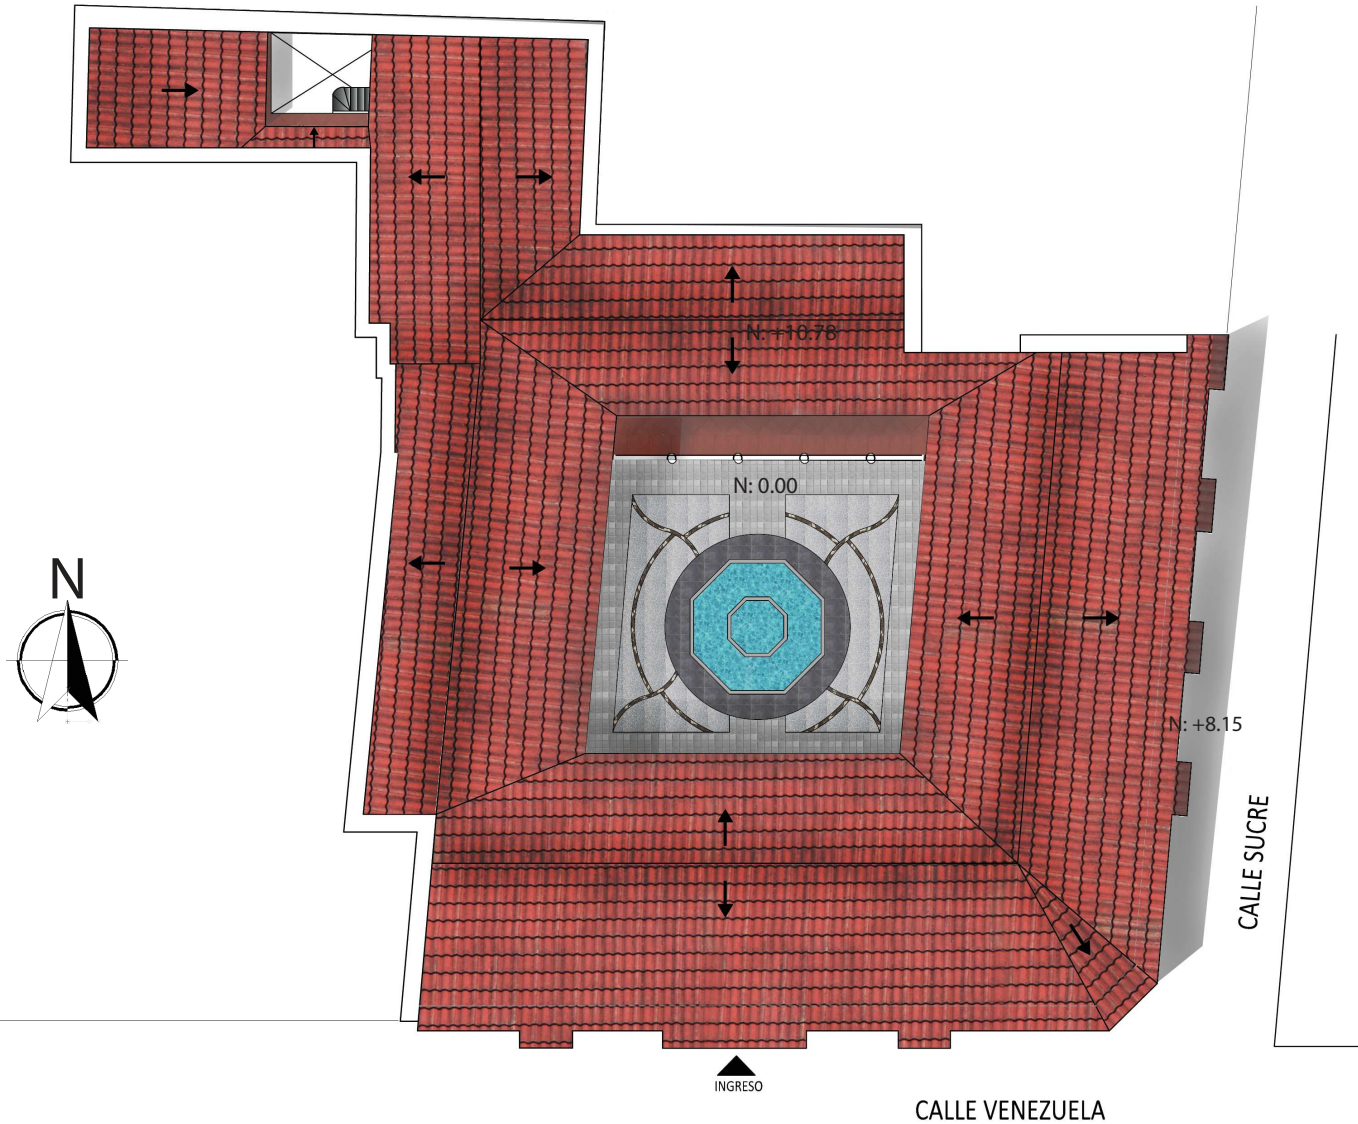 N: +10.78
N: 0.00
N
N: +8.15
CALLE SUCRE
INGRESO
CALLE VENEZUELA